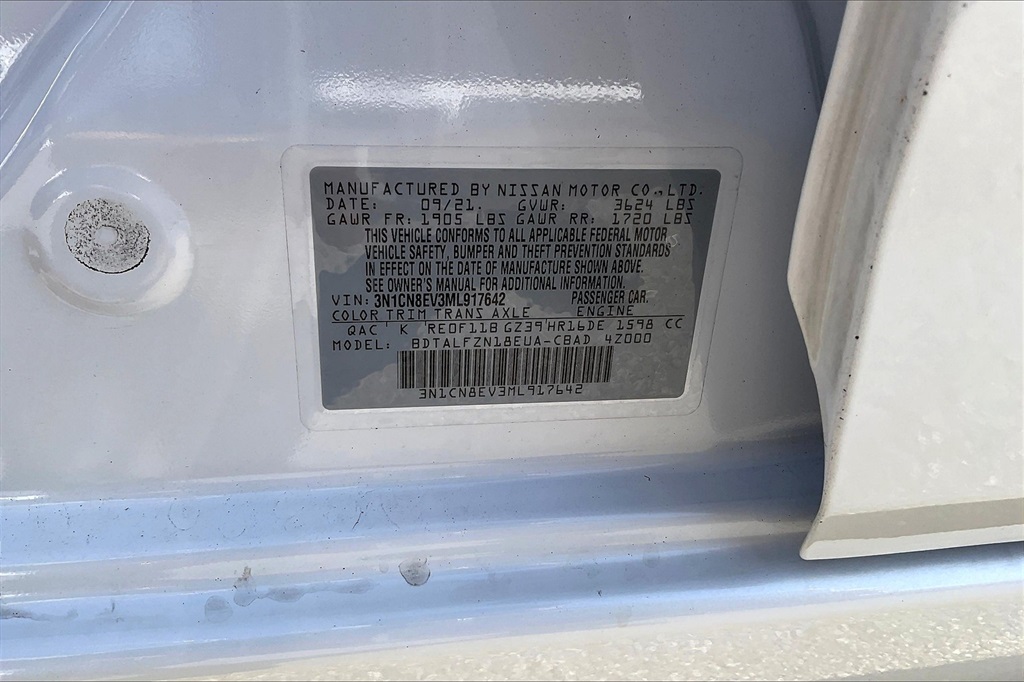 MANUFACTURED BY NISSAN MOTOR CO.,LTD.
DATE: 09/21. GVWR: 3624 LBS
GAWR FR: 1905 LBS GAWR RR: 1720 LBS
THIS VEHICLE CONFORMS TO ALL APPLICABLE FEDERAL MOTOR
VEHICLE SAFETY, BUMPER AND THEFT PREVENTION STANDARDS
IN EFFECT ON THE DATE OF MANUFACTURE SHOWN ABOVE.
SEE OWNER'S MANUAL FOR ADDITIONAL INFORMATION.
VIN: 3N1CN8EV3ML917642 PASSENGER CAR.
COLOR TRIM TRANS AXLE ENGINE
QAC K RE0F11B GZ39 HR16DE 1598 CC
MODEL: BDTALFZN18EUA-CBAD 4Z000
3N1CN8EV3ML917642